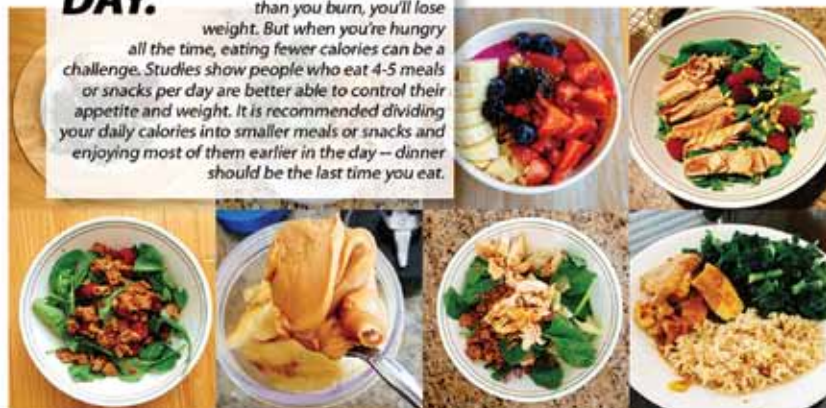 DAY.
than you burn, you'll lose
weight. But when you're hungry
all the time, eating fewer calories can be a
challenge. Studies show people who eat 4-5 meals
or snacks per day are better able to control their
appetite and weight. It is recommended dividing
your daily calories into smaller meals or snacks and
enjoying most of them earlier in the day -- dinner
should be the last time you eat.